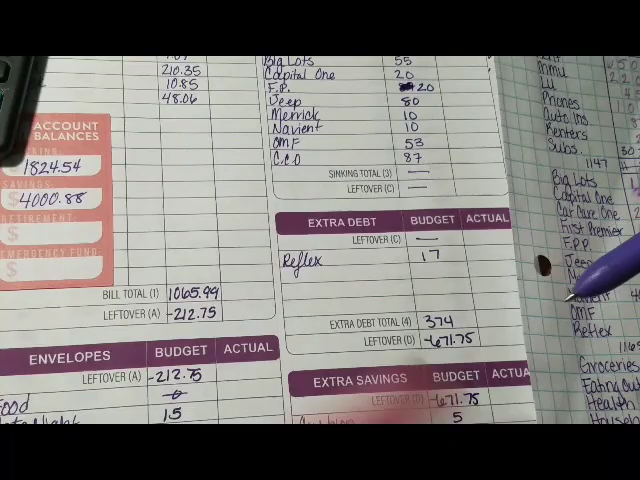 210.35
10.85
48.06
ACCOUNT
BALANCES
1824.54
SAVINGS:
$4000.88
RETIREMENT:
$
EMERGENCY FUND
$
BILL TOTAL (1) 1065.99
LEFTOVER (A) -212.75
ENVELOPES BUDGET ACTUAL
LEFTOVER (A) -212.75
Food
15
Big Lots 55
Capital One 20
F.P. 20
Jeep 80
Merrick 10
Navient 10
OMF 53
C.C.O 87
SINKING TOTAL (3) —
LEFTOVER (C) —
EXTRA DEBT BUDGET ACTUAL
LEFTOVER (C) —
Reflex 17
EXTRA DEBT TOTAL (4) 374
LEFTOVER (D) -671.75
EXTRA SAVINGS BUDGET
LEFTOVER (D) -671.75
5
Phones
Auto Ins
Renters
Subs
1147
Big Lots
Capital One
Car Care One
First Premier
F.P.P.
Jeep
OMF
Reflex
Groceries
Eating Out
Health